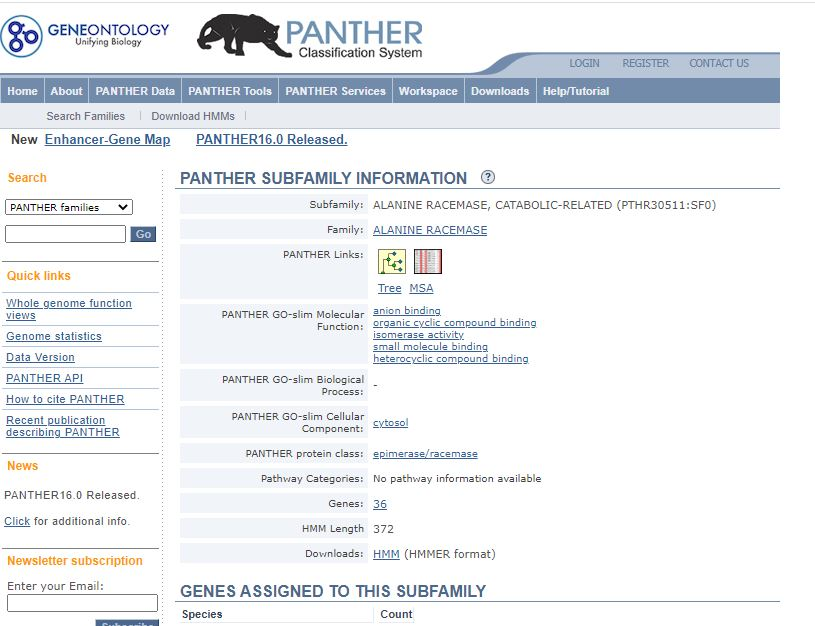 GENEONTOLOGY
Unifying Biology
PANTHER
Classification System
LOGIN REGISTER CONTACT US
Home About PANTHER Data PANTHER Tools PANTHER Services Workspace Downloads Help/Tutorial
Search Families Download HMMs
New Enhancer-Gene Map PANTHER16.0 Released.
Search
PANTHER families
Go
Quick links
Whole genome function
views
Genome statistics
Data Version
PANTHER API
How to cite PANTHER
Recent publication
describing PANTHER
News
PANTHER16.0 Released.
Click for additional info.
Newsletter subscription
Enter your Email:
Subscribe
PANTHER SUBFAMILY INFORMATION ?
Subfamily: ALANINE RACEMASE, CATABOLIC-RELATED (PTHR30511:SF0)
Family: ALANINE RACEMASE
PANTHER Links:
Tree MSA
PANTHER GO-slim Molecular
Function:
anion binding
organic cyclic compound binding
isomerase activity
small molecule binding
heterocyclic compound binding
PANTHER GO-slim Biological
Process:
-
PANTHER GO-slim Cellular
Component:
cytosol
PANTHER protein class: epimerase/racemase
Pathway Categories: No pathway information available
Genes: 36
HMM Length 372
Downloads: HMM (HMMER format)
GENES ASSIGNED TO THIS SUBFAMILY
Species Count